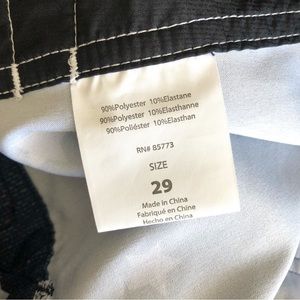 90%Polyester 10%Elastane
90%Polyester 10%Elasthanne
90%Poliéster 10%Elasthan
RN# 85773
SIZE
29
Made in China
Fabriqué en Chine
Hecho en China